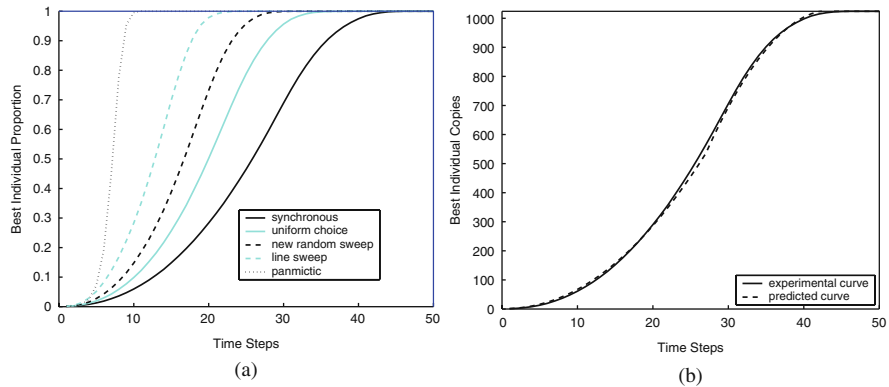 1
0.9
0.8
0.7
0.6
0.5
0.4
0.3
0.2
0.1
0
Best Individual Proportion
synchronous
uniform choice
new random sweep
line sweep
panmictic
0 10 20 30 40 50
Time Steps
(a)
1000
900
800
700
600
500
400
300
200
100
0
Best Individual Copies
experimental curve
predicted curve
0 10 20 30 40 50
Time Steps
(b)